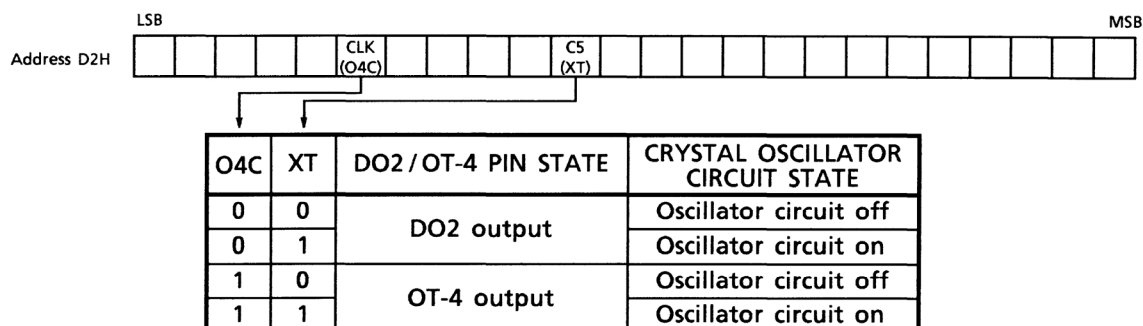 LSB MSB
Address D2H CLK (O4C) C5 (XT)
O4C XT DO2/OT-4 PIN STATE CRYSTAL OSCILLATOR CIRCUIT STATE
0 0 DO2 output Oscillator circuit off
0 1 Oscillator circuit on
1 0 OT-4 output Oscillator circuit off
1 1 Oscillator circuit on